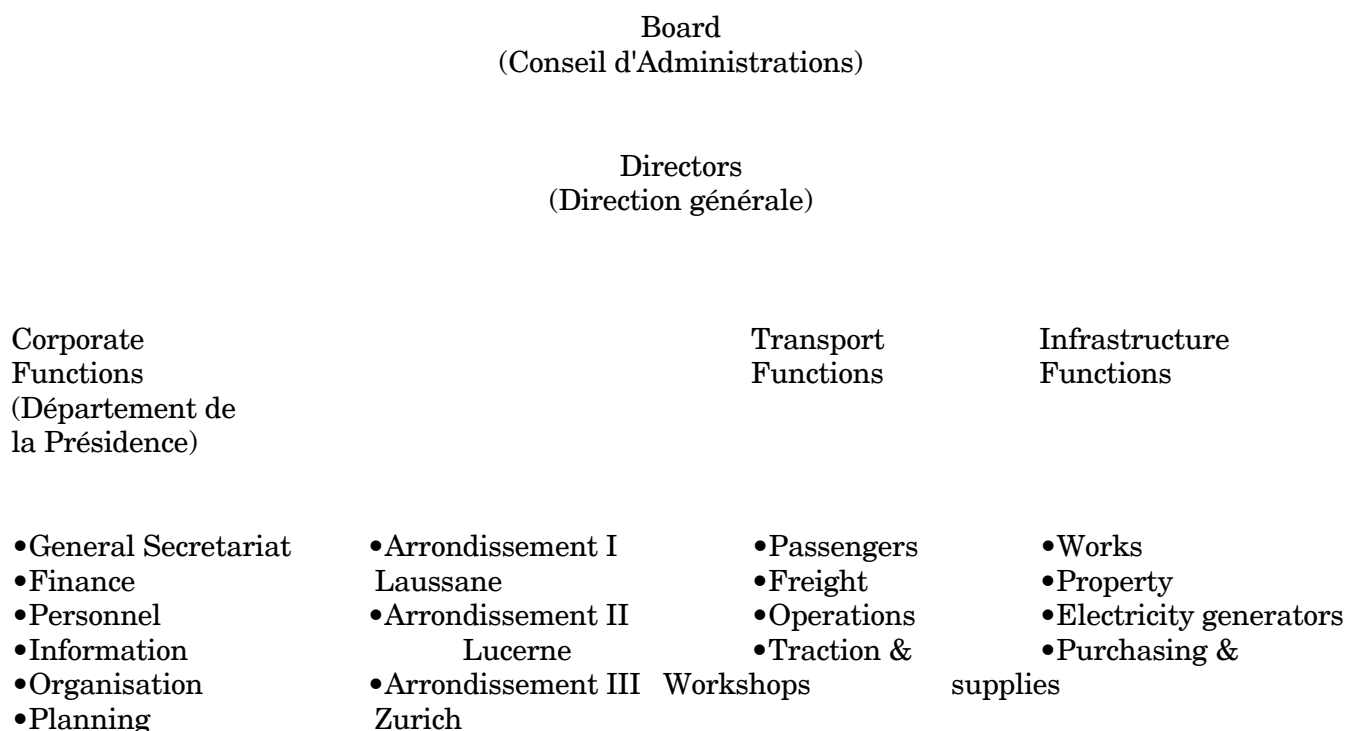 Board
(Conseil d'Administrations)
Directors
(Direction générale)
Corporate Transport Infrastructure
Functions Functions Functions
(Département de
la Présidence)
•General Secretariat •Arrondissement I •Passengers •Works
•Finance Laussane •Freight •Property
•Personnel •Arrondissement II •Operations •Electricity generators
•Information Lucerne •Traction & •Purchasing &
•Organisation •Arrondissement III Workshops supplies
•Planning Zurich